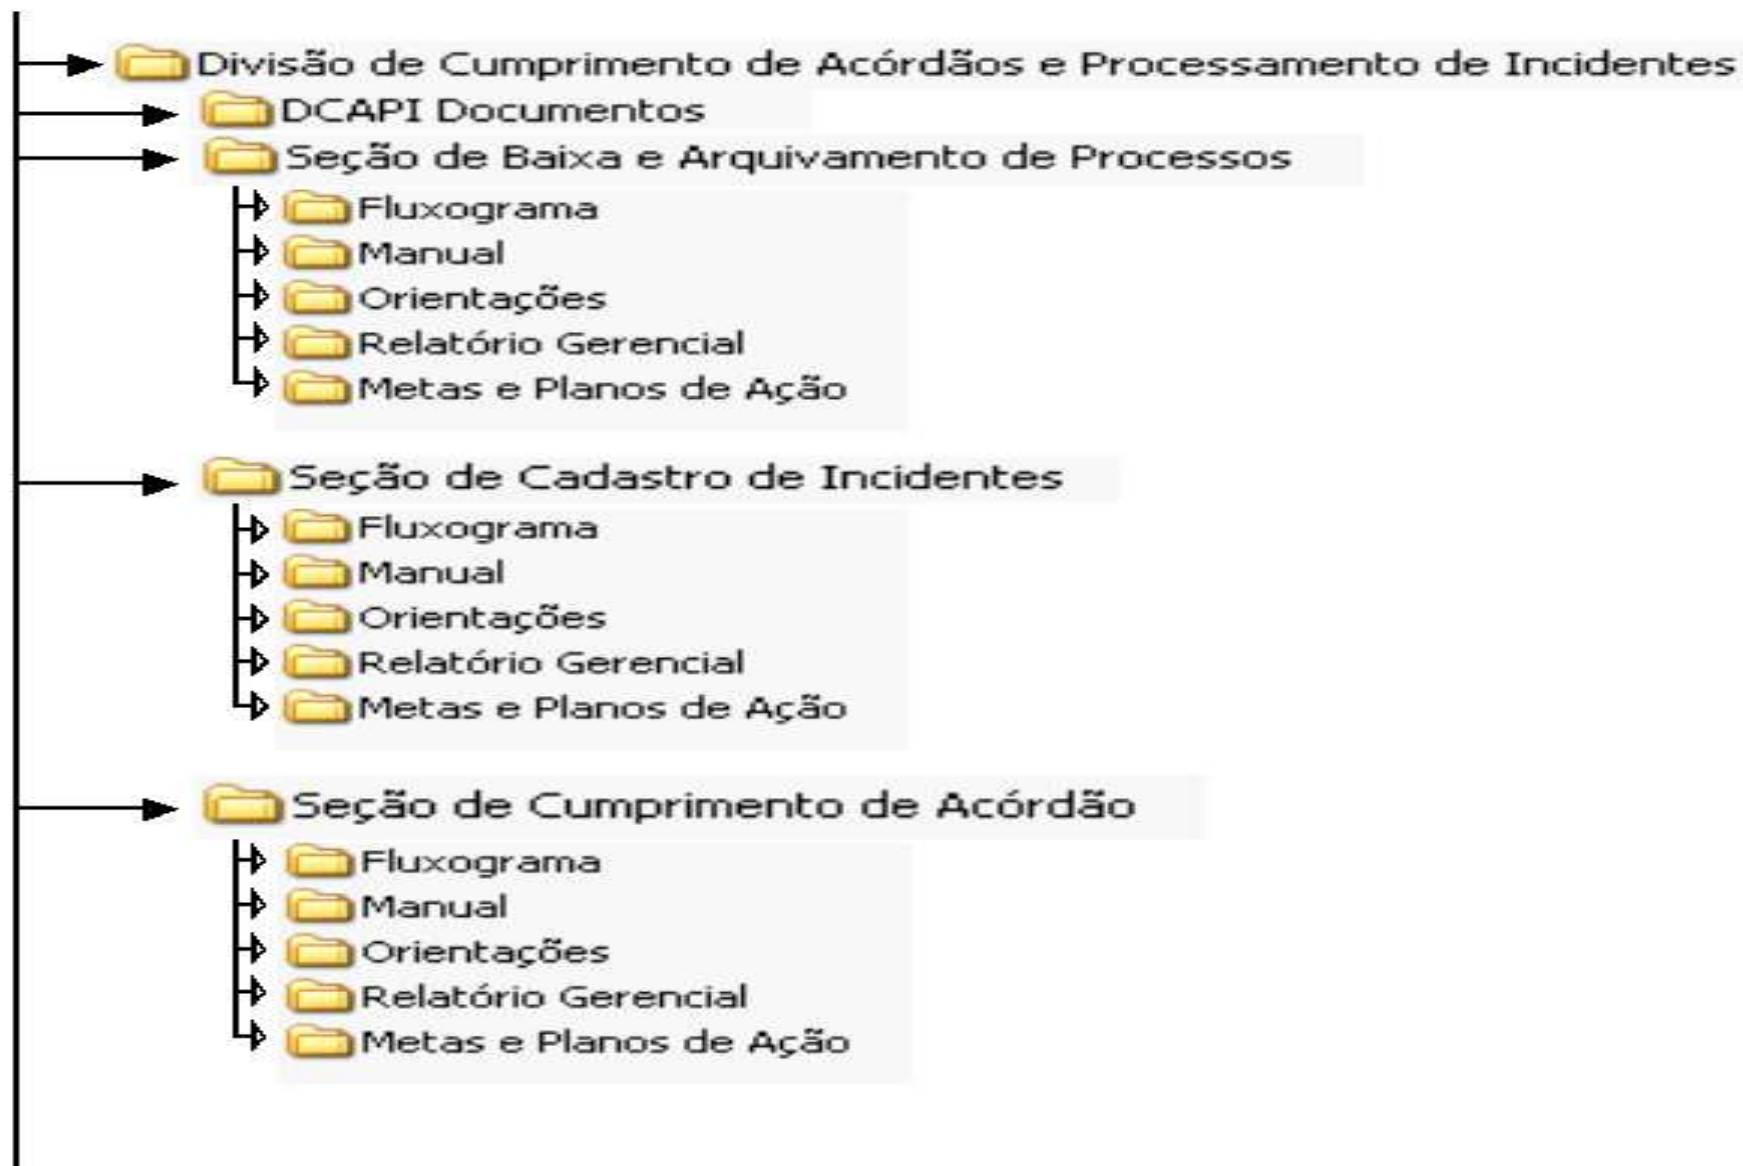 Divisão de Cumprimento de Acórdãos e Processamento de Incidentes
DCAPI Documentos
Seção de Baixa e Arquivamento de Processos
Fluxograma
Manual
Orientações
Relatório Gerencial
Metas e Planos de Ação
Seção de Cadastro de Incidentes
Fluxograma
Manual
Orientações
Relatório Gerencial
Metas e Planos de Ação
Seção de Cumprimento de Acórdão
Fluxograma
Manual
Orientações
Relatório Gerencial
Metas e Planos de Ação